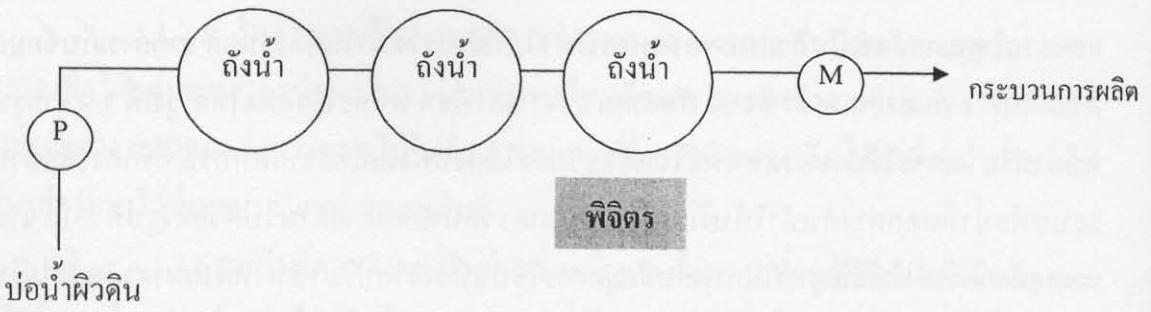 ถังน้ำ ถังน้ำ ถังน้ำ
M
กระบวนการผลิต
P
พิจิตร
บ่อน้ำผิวดิน